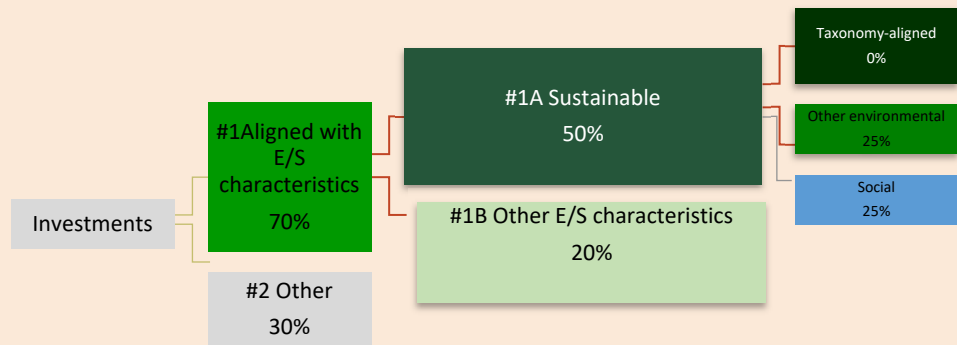 Investments
#1Aligned with
E/S
characteristics
70%
#2 Other
30%
#1A Sustainable
50%
#1B Other E/S characteristics
20%
Taxonomy-aligned
0%
Other environmental
25%
Social
25%